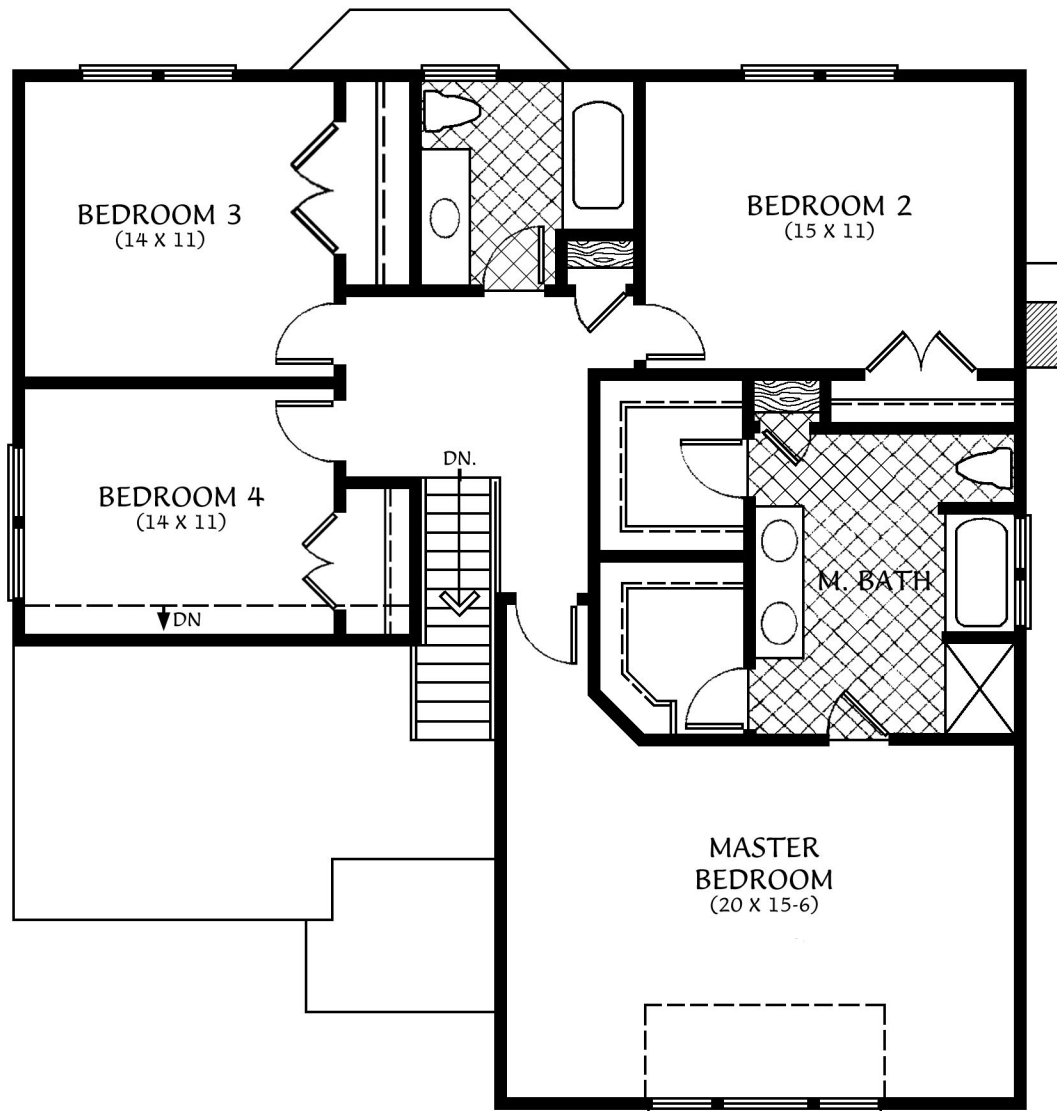 BEDROOM 3
(14 X 11)
BEDROOM 2
(15 X 11)
DN.
BEDROOM 4
(14 X 11)
DN
M. BATH
MASTER
BEDROOM
(20 X 15-6)